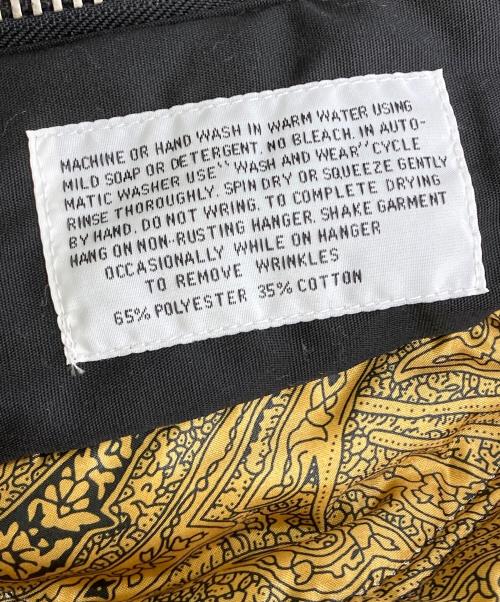 MACHINE OR HAND WASH IN WARM WATER USING
MILD SOAP OR DETERGENT. NO BLEACH. IN AUTO-
MATIC WASHER USE'' WASH AND WEAR'' CYCLE
RINSE THOROUGHLY. SPIN DRY OR SQUEEZE GENTLY
BY HAND. DO NOT WRING. TO COMPLETE DRYING
HANG ON NON-RUSTING HANGER. SHAKE GARMENT
OCCASIONALLY WHILE ON HANGER
TO REMOVE WRINKLES
65% POLYESTER 35% COTTON